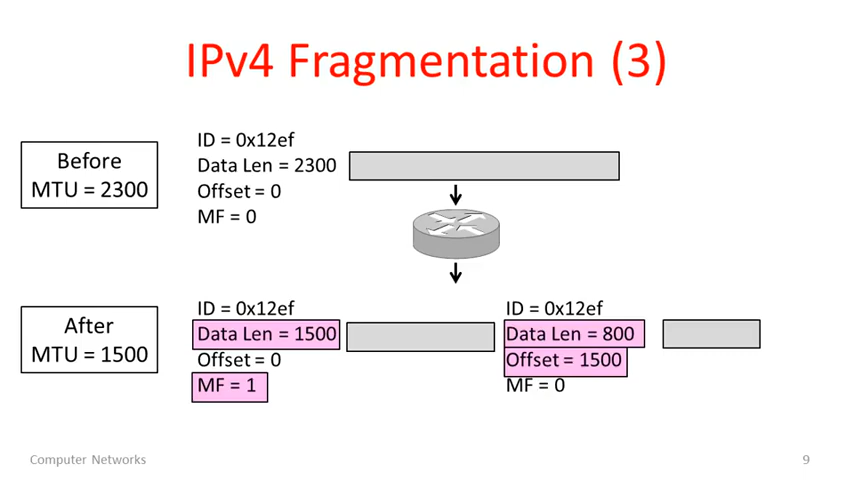 IPv4 Fragmentation (3)
Before
MTU = 2300
ID = 0x12ef
Data Len = 2300
Offset = 0
MF = 0
After
MTU = 1500
ID = 0x12ef
Data Len = 1500
Offset = 0
MF = 1
ID = 0x12ef
Data Len = 800
Offset = 1500
MF = 0
Computer Networks
9